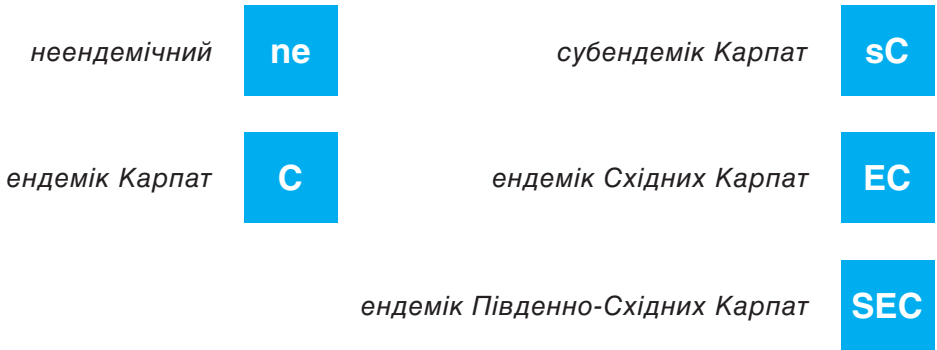 неендемічний ne субендемік Карпат sC
ендемік Карпат C ендемік Східних Карпат EC
ендемік Південно-Східних Карпат SEC